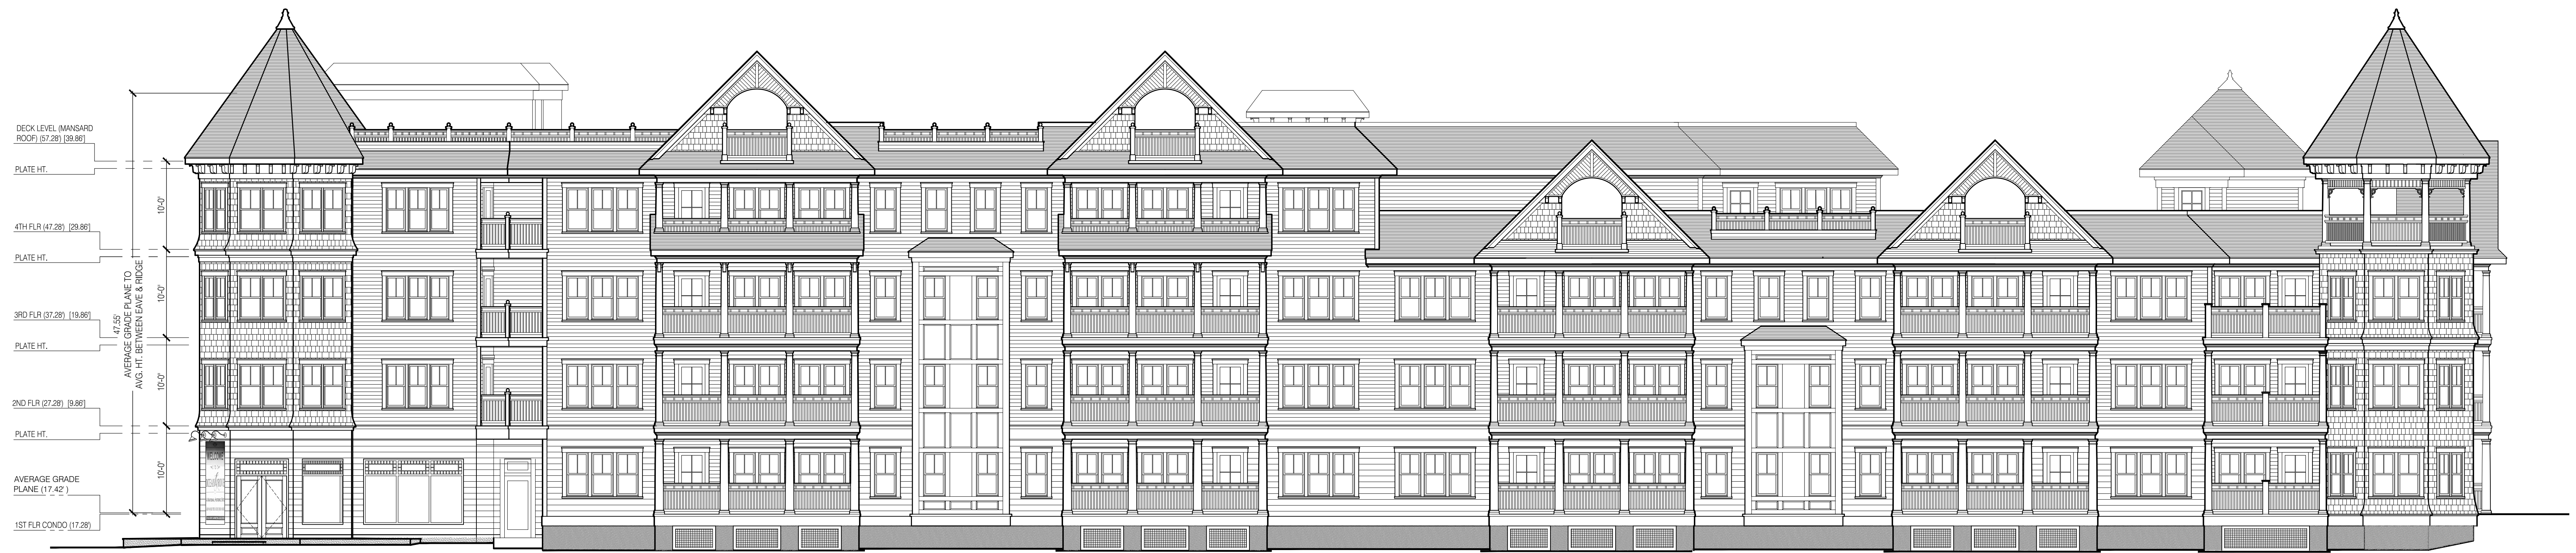 DECK LEVEL (MANSARD
ROOF) (57.28') [39.86']
PLATE HT.
10'-0"
4TH FLR (47.28') [29.86']
PLATE HT.
47.55'
AVERAGE GRADE PLANE TO
AVG. HT. BETWEEN EAVE & RIDGE
10'-0"
3RD FLR (37.28') [19.86']
PLATE HT.
10'-0"
2ND FLR (27.28') [9.86']
PLATE HT.
10'-0"
AVERAGE GRADE
PLANE (17.42' )
1ST FLR CONDO (17.28')